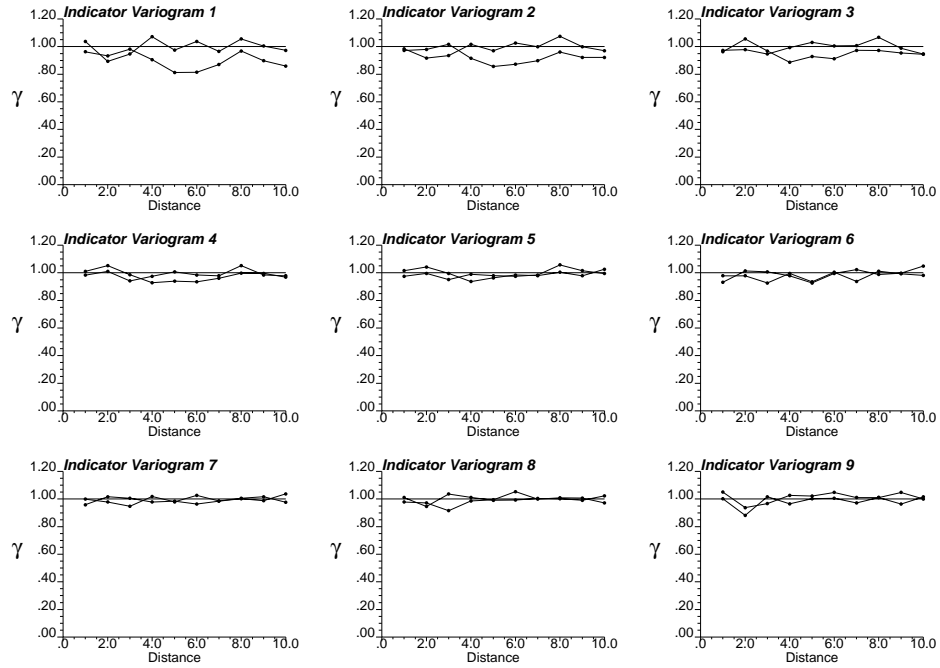 Indicator Variogram 1
γ
1.20
1.00
.80
.60
.40
.20
.00
.0 2.0 4.0 6.0 8.0 10.0
Distance
Indicator Variogram 2
γ
1.20
1.00
.80
.60
.40
.20
.00
.0 2.0 4.0 6.0 8.0 10.0
Distance
Indicator Variogram 3
γ
1.20
1.00
.80
.60
.40
.20
.00
.0 2.0 4.0 6.0 8.0 10.0
Distance
Indicator Variogram 4
γ
1.20
1.00
.80
.60
.40
.20
.00
.0 2.0 4.0 6.0 8.0 10.0
Distance
Indicator Variogram 5
γ
1.20
1.00
.80
.60
.40
.20
.00
.0 2.0 4.0 6.0 8.0 10.0
Distance
Indicator Variogram 6
γ
1.20
1.00
.80
.60
.40
.20
.00
.0 2.0 4.0 6.0 8.0 10.0
Distance
Indicator Variogram 7
γ
1.20
1.00
.80
.60
.40
.20
.00
.0 2.0 4.0 6.0 8.0 10.0
Distance
Indicator Variogram 8
γ
1.20
1.00
.80
.60
.40
.20
.00
.0 2.0 4.0 6.0 8.0 10.0
Distance
Indicator Variogram 9
γ
1.20
1.00
.80
.60
.40
.20
.00
.0 2.0 4.0 6.0 8.0 10.0
Distance